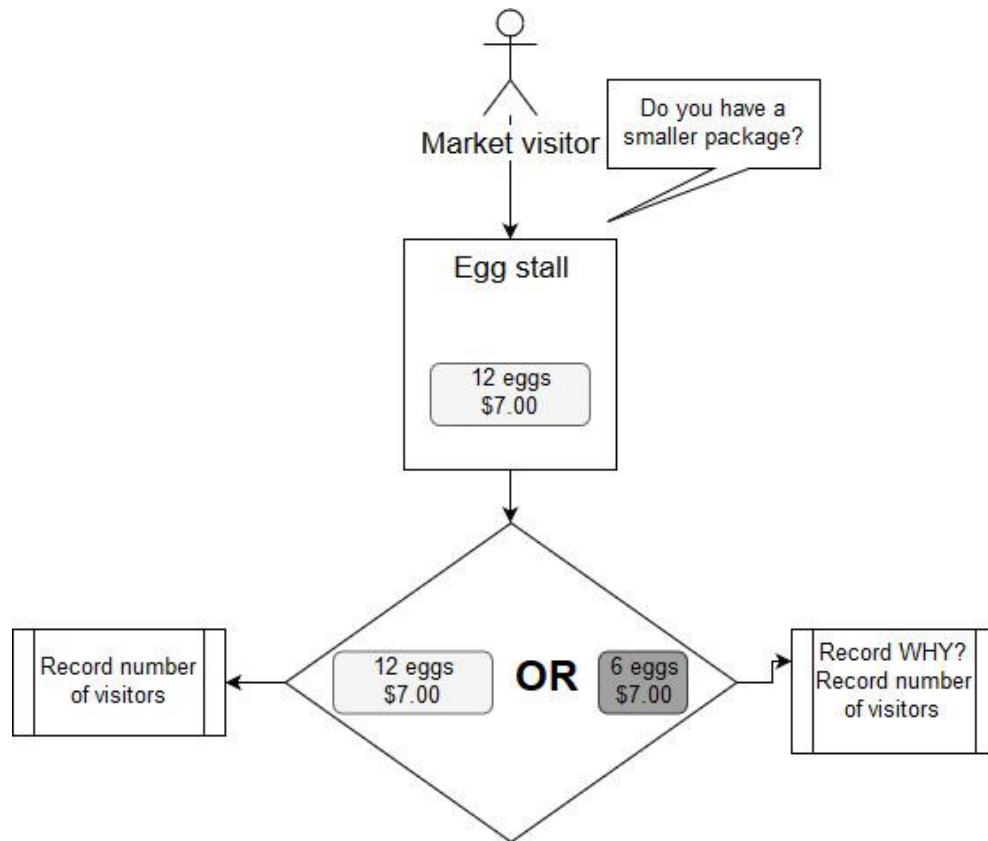 Do you have a
smaller package?
Market visitor
Egg stall
12 eggs
$7.00
12 eggs
$7.00
OR
6 eggs
$7.00
Record number
of visitors
Record WHY?
Record number
of visitors